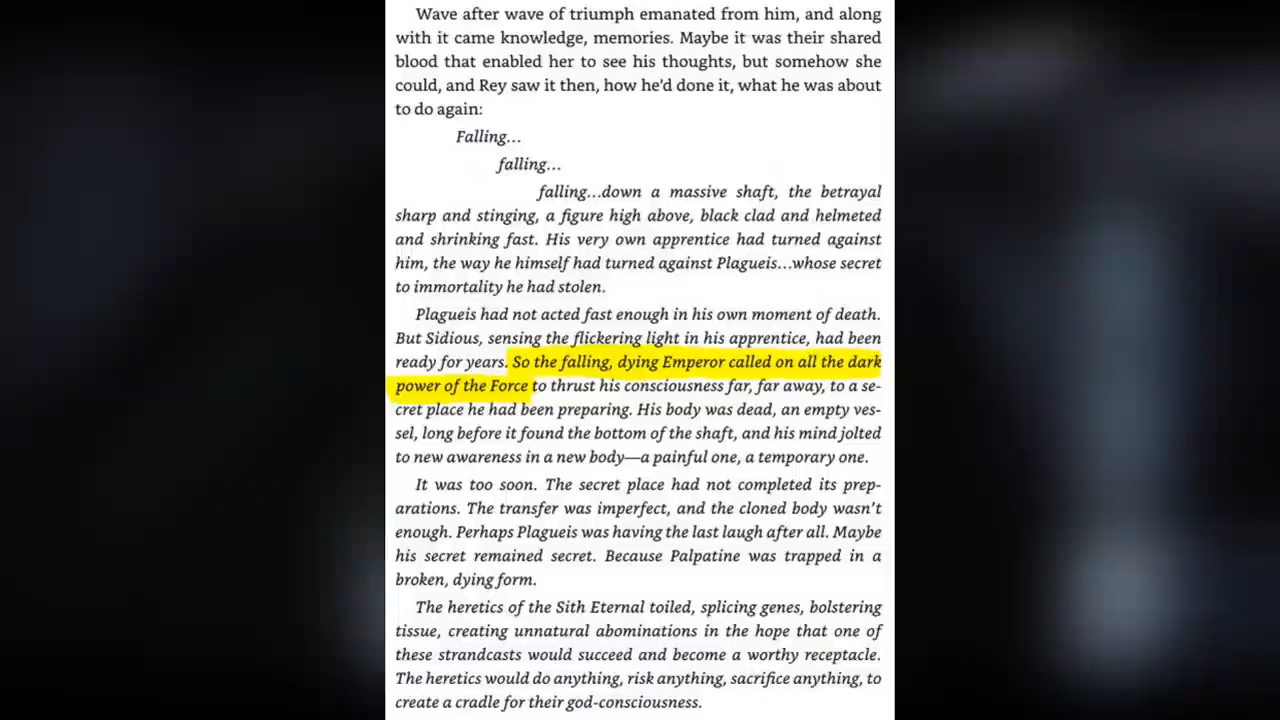 Wave after wave of triumph emanated from him, and along
with it came knowledge, memories. Maybe it was their shared
blood that enabled her to see his thoughts, but somehow she
could, and Rey saw it then, how he'd done it, what he was about
to do again:
Falling...
falling...
falling...down a massive shaft, the betrayal
sharp and stinging, a figure high above, black clad and helmeted
and shrinking fast. His very own apprentice had turned against
him, the way he himself had turned against Plagueis...whose secret
to immortality he had stolen.
Plagueis had not acted fast enough in his own moment of death.
But Sidious, sensing the flickering light in his apprentice, had been
ready for years. So the falling, dying Emperor called on all the dark
power of the Force to thrust his consciousness far, far away, to a se-
cret place he had been preparing. His body was dead, an empty ves-
sel, long before it found the bottom of the shaft, and his mind jolted
to new awareness in a new body—a painful one, a temporary one.
It was too soon. The secret place had not completed its prep-
arations. The transfer was imperfect, and the cloned body wasn't
enough. Perhaps Plagueis was having the last laugh after all. Maybe
his secret remained secret. Because Palpatine was trapped in a
broken, dying form.
The heretics of the Sith Eternal toiled, splicing genes, bolstering
tissue, creating unnatural abominations in the hope that one of
these strandcasts would succeed and become a worthy receptacle.
The heretics would do anything, risk anything, sacrifice anything, to
create a cradle for their god-consciousness.